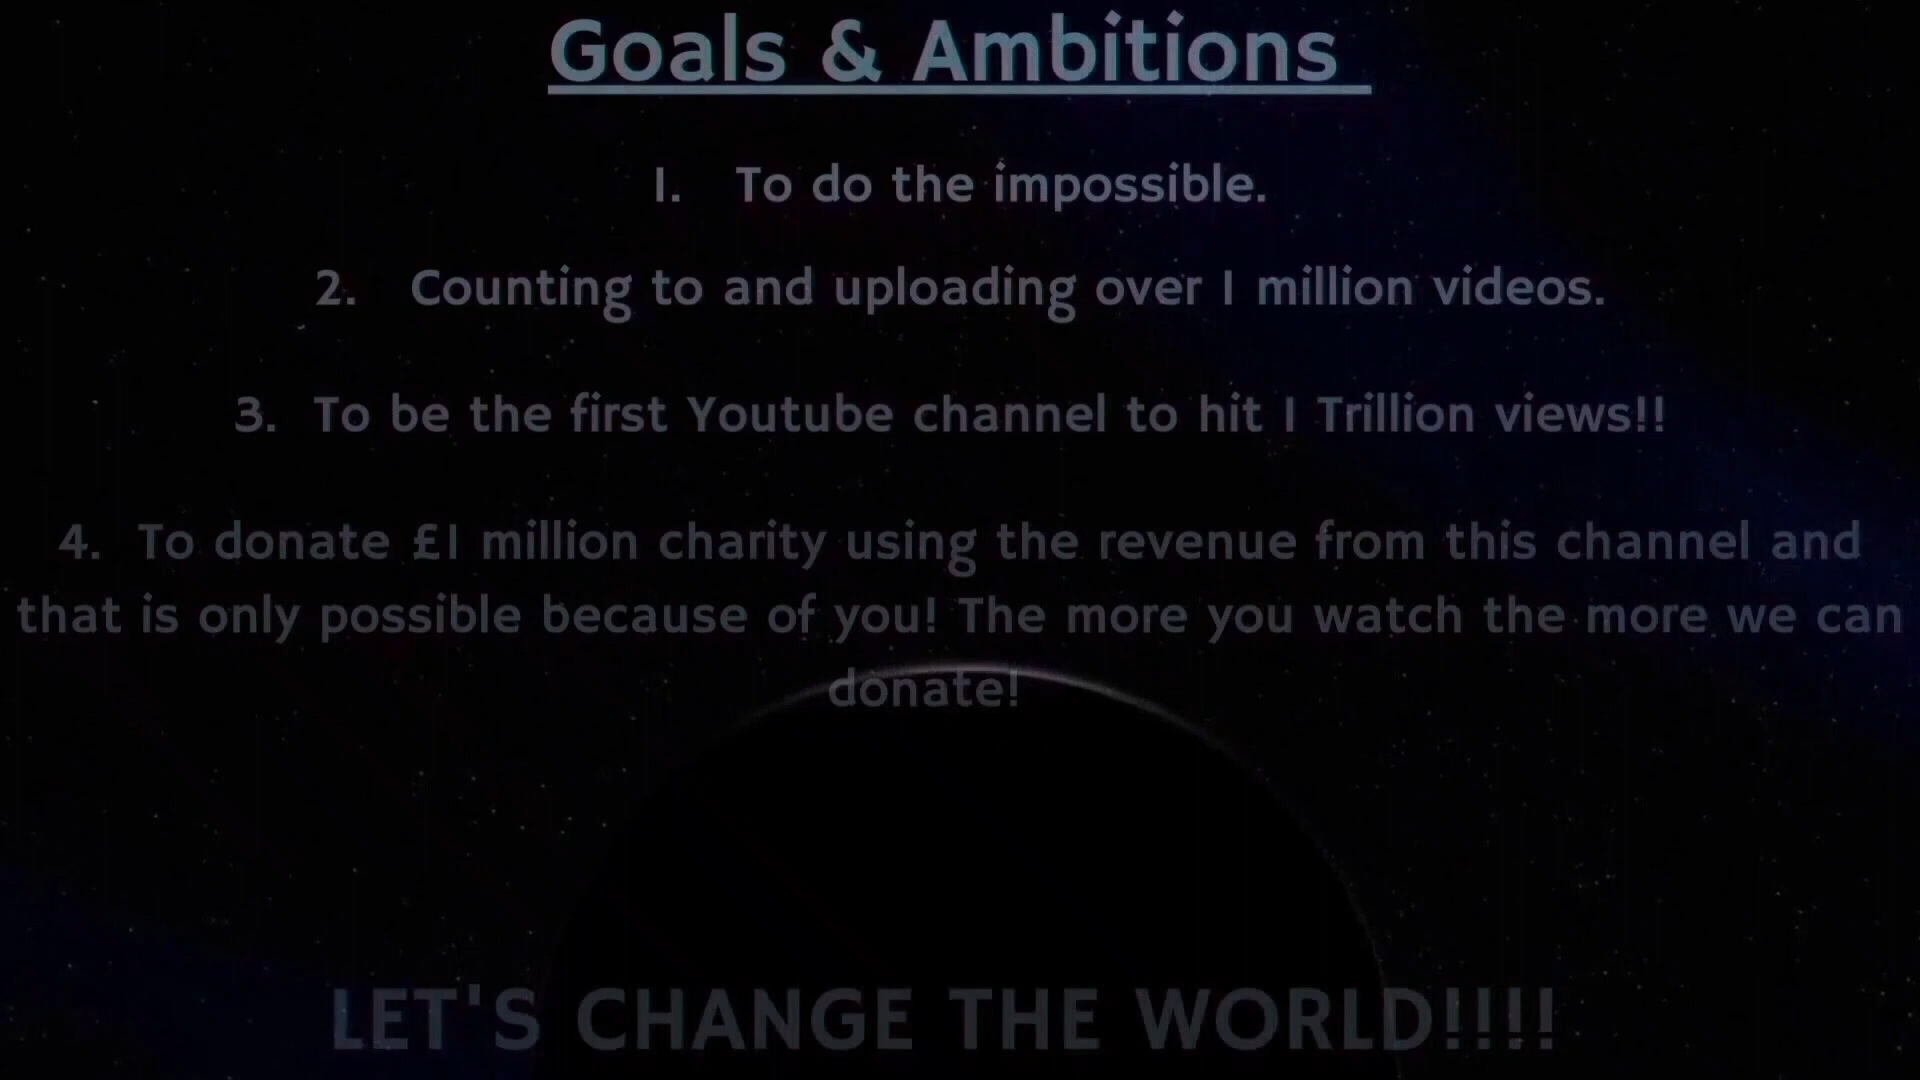 Goals & Ambitions
1. To do the impossible.
2. Counting to and uploading over 1 million videos.
3. To be the first Youtube channel to hit 1 Trillion views!!
4. To donate £1 million charity using the revenue from this channel and
that is only possible because of you! The more you watch the more we can
donate!
LET'S CHANGE THE WORLD!!!!